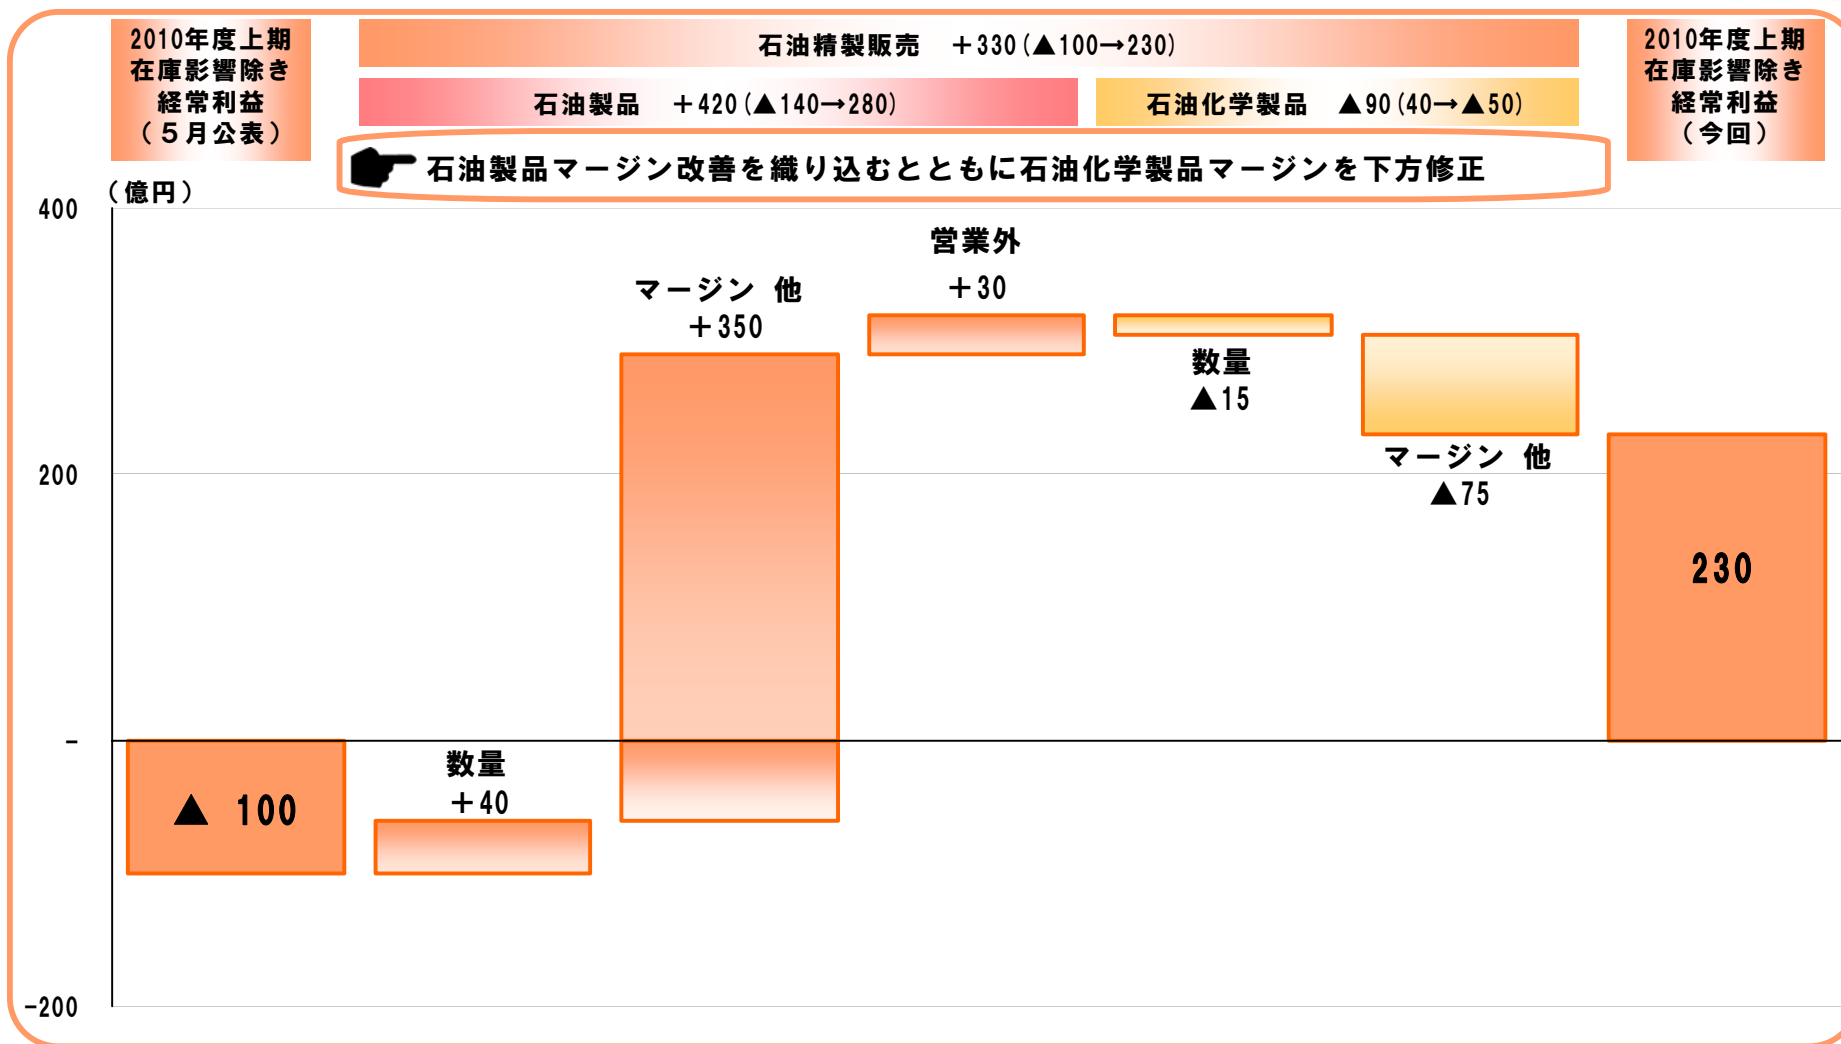 2010年度上期
在庫影響除き
経常利益
（５月公表）
石油精製販売　＋330(▲100→230)
石油製品　＋420(▲140→280)
石油化学製品　▲90(40→▲50)
2010年度上期
在庫影響除き
経常利益
（今回）
石油製品マージン改善を織り込むとともに石油化学製品マージンを下方修正
（億円）
400
200
-
-200
▲ 100
数量
＋40
マージン 他
＋350
営業外
＋30
数量
▲15
マージン 他
▲75
230